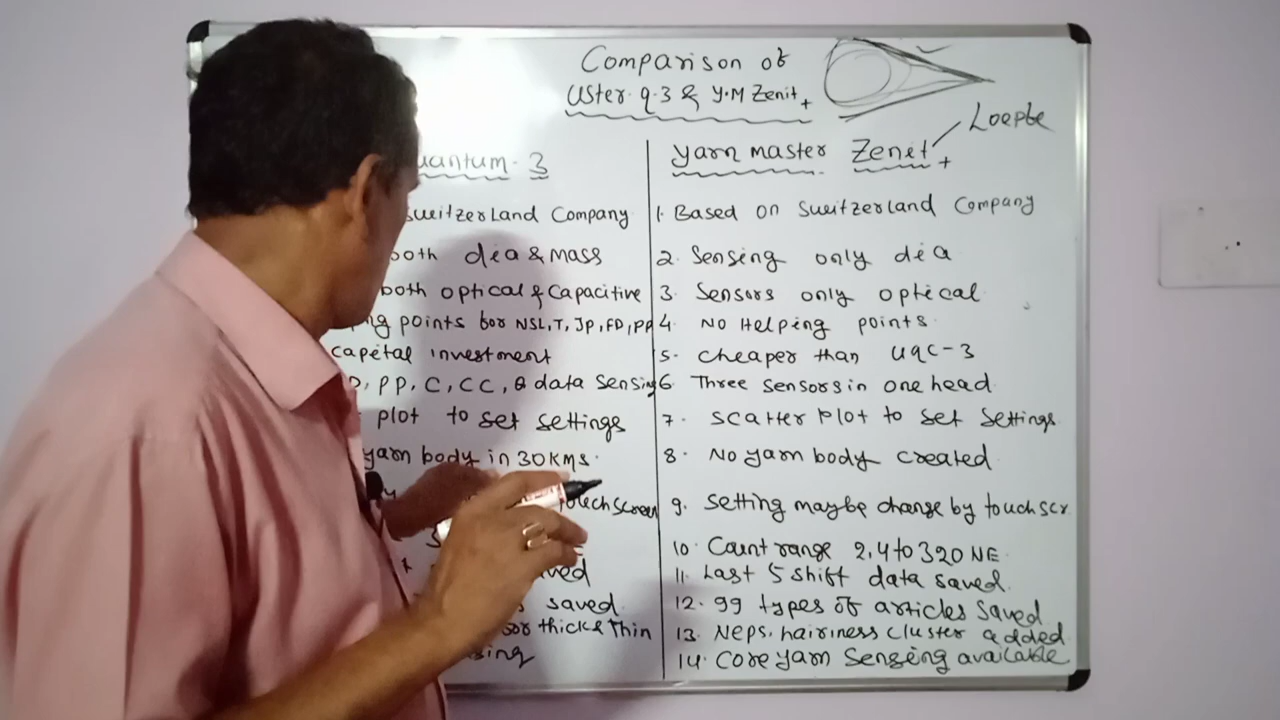 Comparison of
Uster q.3 & Y.M Zenit +
Loepbe
uantum - 3
sweitzerland Company
both dia & mass
both optical & Capacitive
ing points for NSL, T, JP, FD, PP
capital investment
D, PP, C, CC, & data sensing
plot to set settings
yarn body in 30 KMs.
touch screen
saved
saved
thick & Thin
sing
yarn master Zenet +
1. Based on Sweitzerland Company
2. Sensing only dia
3. Sensors only optical
4. No Helping points
5. cheaper than UQC-3
6 Three sensors in one head
7. Scatter Plot to set settings
8. No yarn body created
9. Setting may be change by touch scr.
10. Count range 2.4 to 320 NE
11. Last 5 shift data saved
12. 99 types of articles saved
13. Neps, hairiness cluster added
14. Core yarn Sensing available